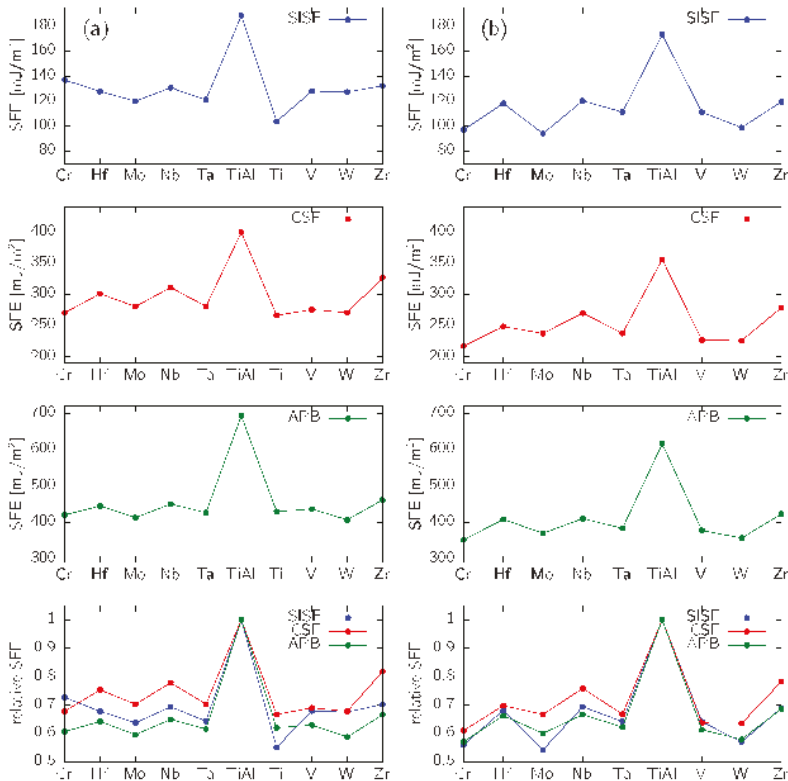 (a)
SISF
SFE [mJ/m²]
180
160
140
120
100
80
Cr Hf Mo Nb Ta TiAl Ti V W Zr
(b)
SISF
SFE [mJ/m²]
180
160
140
120
100
80
Cr Hf Mo Nb Ta TiAl V W Zr
CSF
SFE [mJ/m²]
400
350
300
250
200
Cr Hf Mo Nb Ta TiAl Ti V W Zr
CSF
SFE [mJ/m²]
400
350
300
250
200
Cr Hf Mo Nb Ta TiAl V W Zr
APB
SFE [mJ/m²]
700
600
500
400
300
Cr Hf Mo Nb Ta TiAl Ti V W Zr
APB
SFE [mJ/m²]
700
600
500
400
300
Cr Hf Mo Nb Ta TiAl V W Zr
SISF
CSF
APB
relative SFE
1
0.9
0.8
0.7
0.6
0.5
Cr Hf Mo Nb Ta TiAl Ti V W Zr
SISF
CSF
APB
relative SFE
1
0.9
0.8
0.7
0.6
0.5
Cr Hf Mo Nb Ta TiAl V W Zr